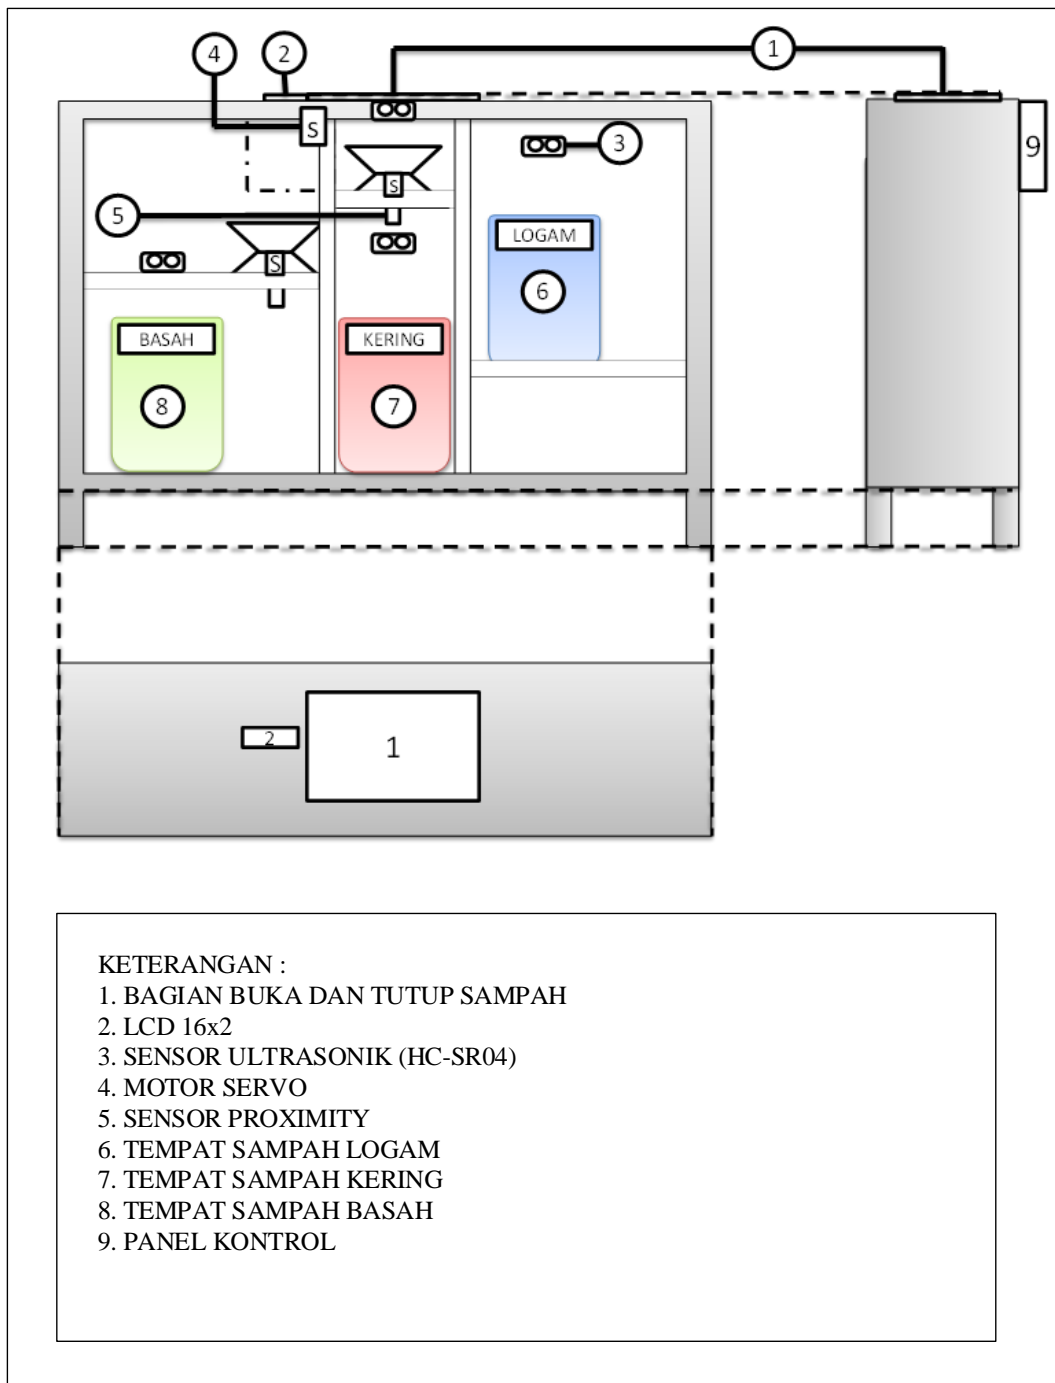 4 2 1
S
3
9
S
5
LOGAM
S
6
BASAH KERING
8 7
2 1
KETERANGAN :
1. BAGIAN BUKA DAN TUTUP SAMPAH
2. LCD 16x2
3. SENSOR ULTRASONIK (HC-SR04)
4. MOTOR SERVO
5. SENSOR PROXIMITY
6. TEMPAT SAMPAH LOGAM
7. TEMPAT SAMPAH KERING
8. TEMPAT SAMPAH BASAH
9. PANEL KONTROL